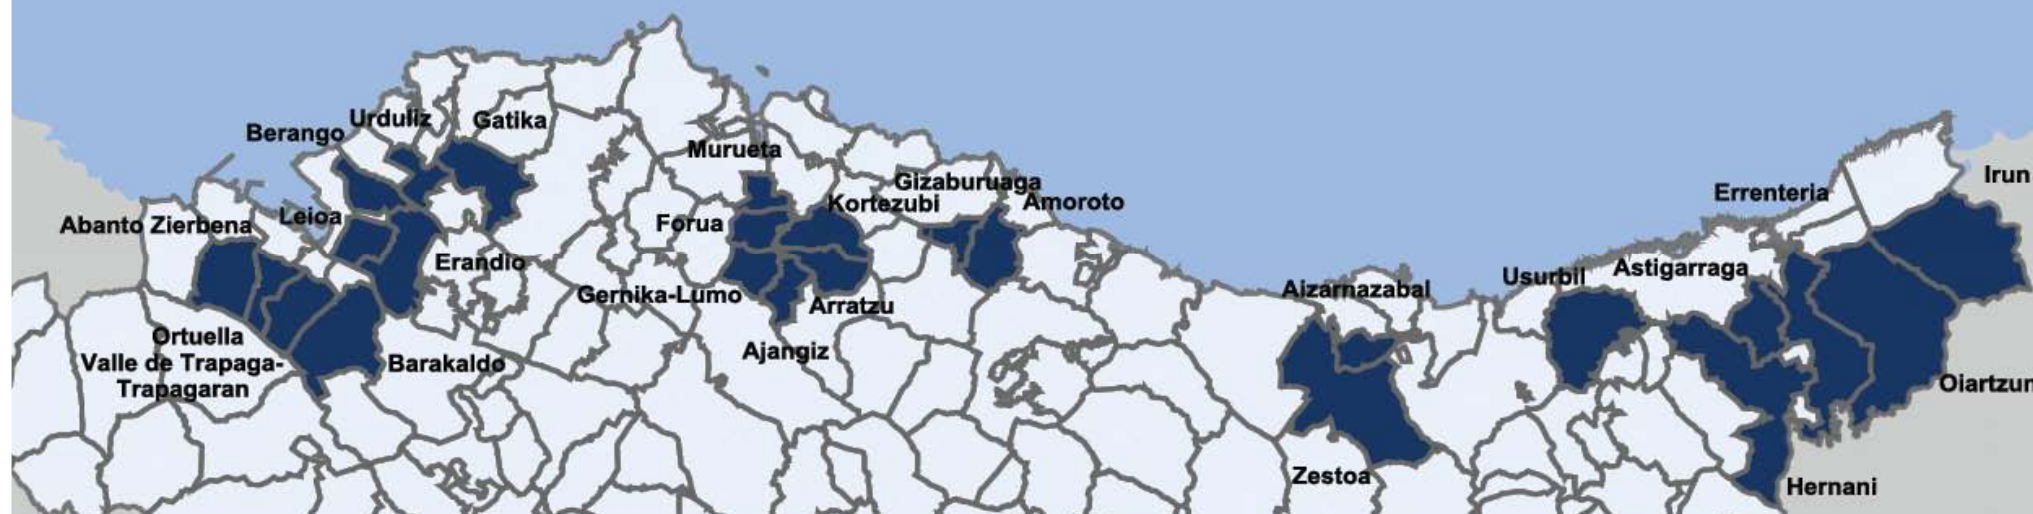 Urduliz
Gatika
Berango
Murueta
Irun
Gizaburuaga
Errenteria
Kortezubi
Amoroto
Leioa
Abanto Zierbena
Forua
Erandio
Astigarraga
Usurbil
Aizarnazabal
Gernika-Lumo
Arratzu
Ortuella
Ajangiz
Valle de Trapaga-
Trapagaran
Barakaldo
Oiartzun
Zestoa
Hernani